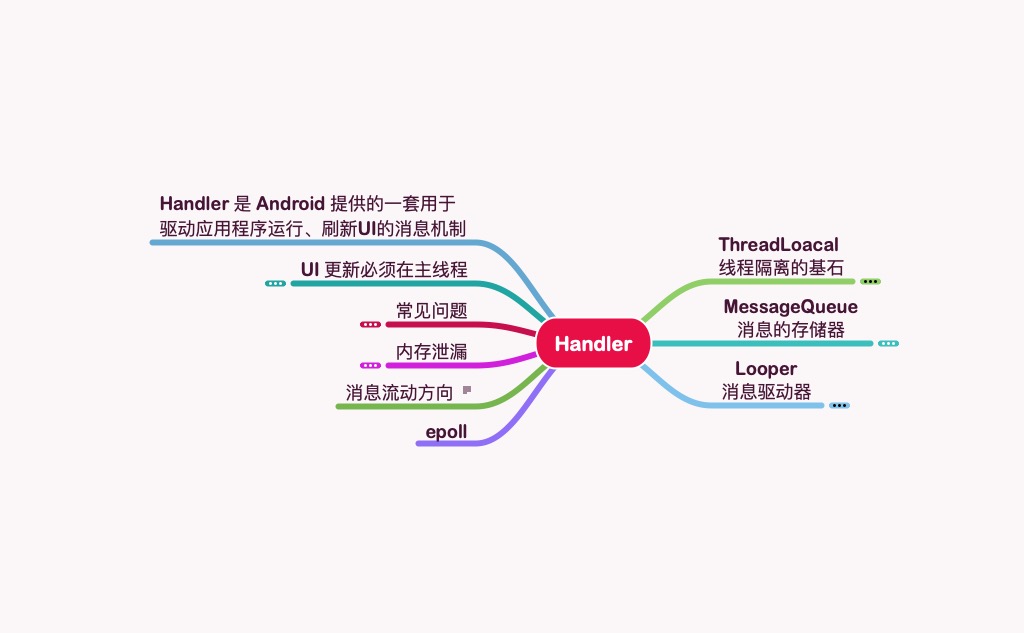 Handler 是 Android 提供的一套用于
驱动应用程序运行、刷新UI的消息机制
UI 更新必须在主线程
常见问题
内存泄漏
消息流动方向
epoll
Handler
ThreadLoacal
线程隔离的基石
MessageQueue
消息的存储器
Looper
消息驱动器